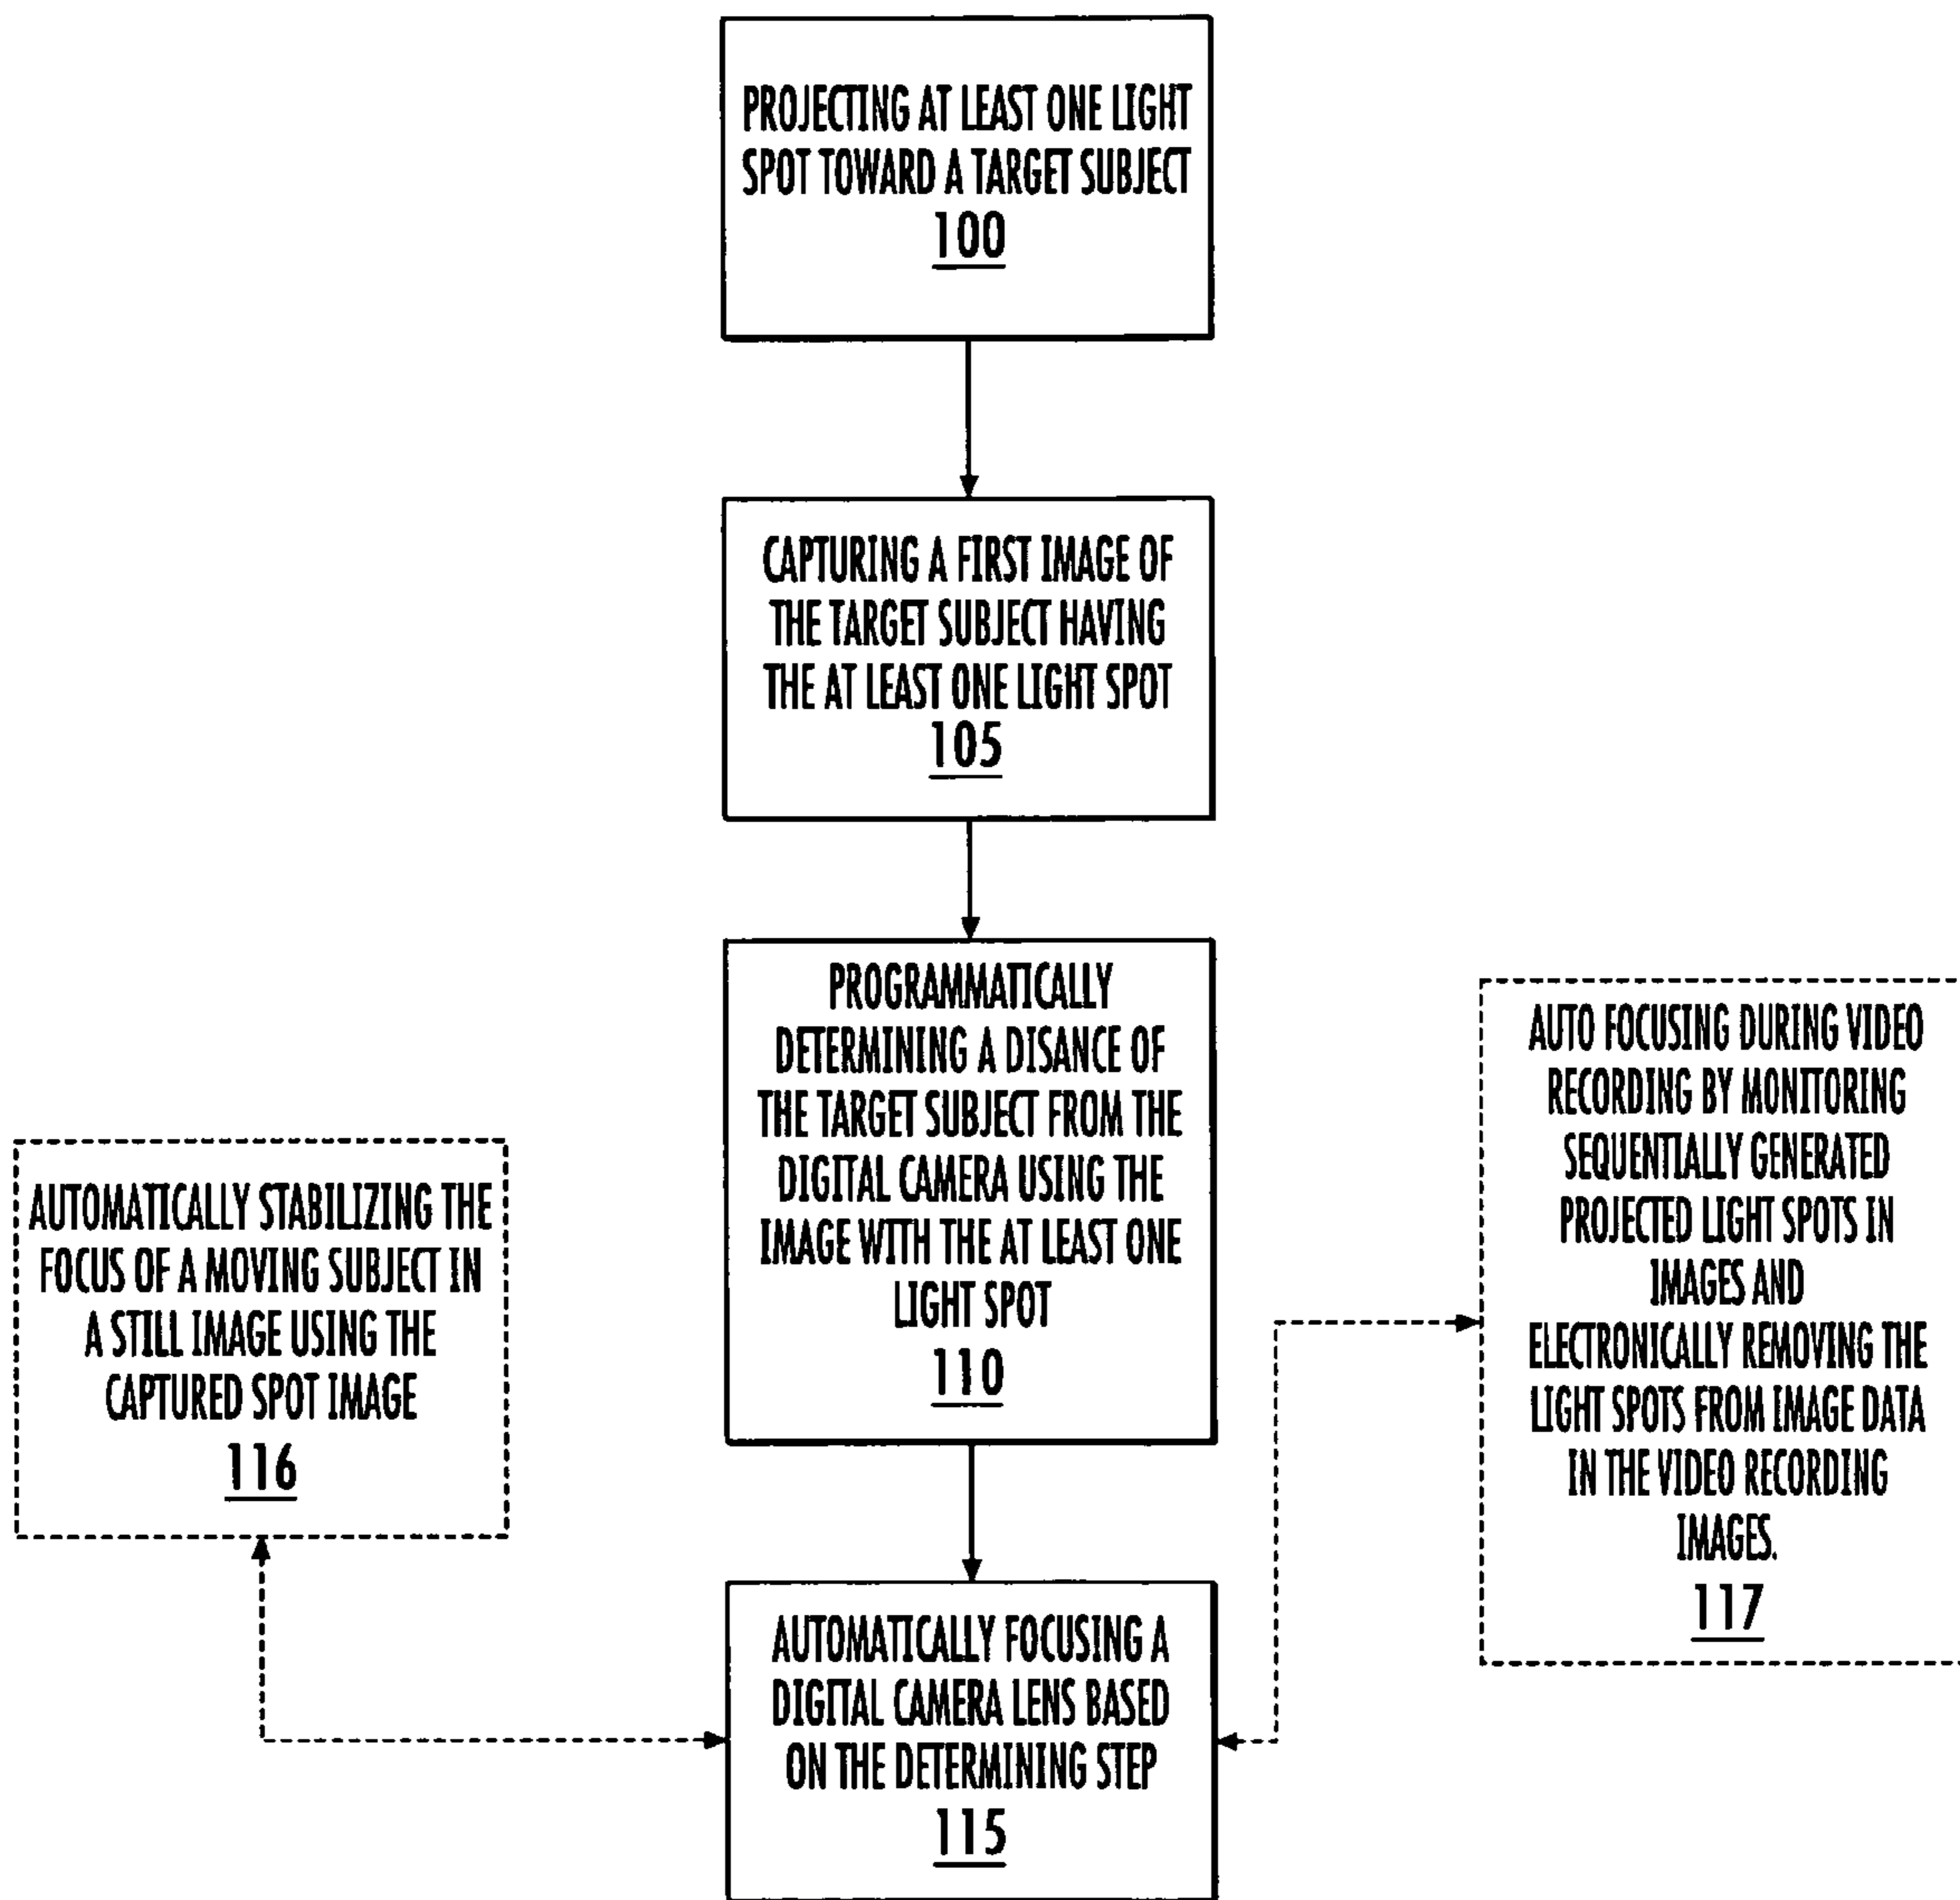 PROJECTING AT LEAST ONE LIGHT
SPOT TOWARD A TARGET SUBJECT
100
CAPTURING A FIRST IMAGE OF
THE TARGET SUBJECT HAVING
THE AT LEAST ONE LIGHT SPOT
105
PROGRAMMATICALLY
DETERMINING A DISANCE OF
THE TARGET SUBJECT FROM THE
DIGITAL CAMERA USING THE
IMAGE WITH THE AT LEAST ONE
LIGHT SPOT
110
AUTOMATICALLY STABILIZING THE
FOCUS OF A MOVING SUBJECT IN
A STILL IMAGE USING THE
CAPTURED SPOT IMAGE
116
AUTO FOCUSING DURING VIDEO
RECORDING BY MONITORING
SEQUENTIALLY GENERATED
PROJECTED LIGHT SPOTS IN
IMAGES AND
ELECTRONICALLY REMOVING THE
LIGHT SPOTS FROM IMAGE DATA
IN THE VIDEO RECORDING
IMAGES.
117
AUTOMATICALLY FOCUSING A
DIGITAL CAMERA LENS BASED
ON THE DETERMINING STEP
115